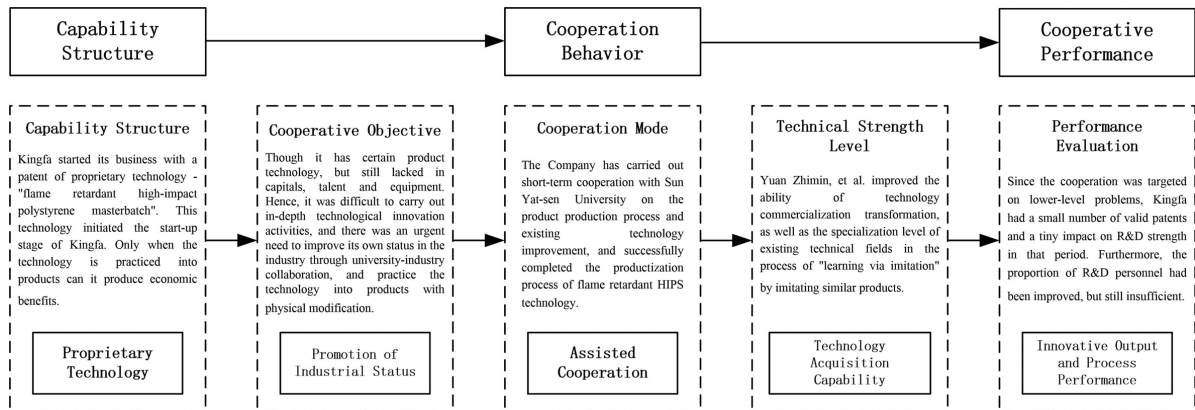 Capability
Structure
Cooperation
Behavior
Cooperative
Performance
Capability Structure
Kingfa started its business with a
patent of proprietary technology -
"flame retardant high-impact
polystyrene masterbatch". This
technology initiated the start-up
stage of Kingfa. Only when the
technology is practiced into
products can it produce economic
benefits.
Proprietary
Technology
Cooperative Objective
Though it has certain product
technology, but still lacked in
capitals, talent and equipment.
Hence, it was difficult to carry out
in-depth technological innovation
activities, and there was an urgent
need to improve its own status in the
industry through university-industry
collaboration, and practice the
technology into products with
physical modification.
Promotion of
Industrial Status
Cooperation Mode
The Company has carried out
short-term cooperation with Sun
Yat-sen University on the
product production process and
existing technology
improvement, and successfully
completed the productization
process of flame retardant HIPS
technology.
Assisted
Cooperation
Technical Strength
Level
Yuan Zhimin, et al. improved the
ability of technology
commercialization transformation,
as well as the specialization level of
existing technical fields in the
process of "learning via imitation"
by imitating similar products.
Technology
Acquisition
Capability
Performance
Evaluation
Since the cooperation was targeted
on lower-level problems, Kingfa
had a small number of valid patents
and a tiny impact on R&D strength
in that period. Furthermore, the
proportion of R&D personnel had
been improved, but still insufficient.
Innovative Output
and Process
Performance